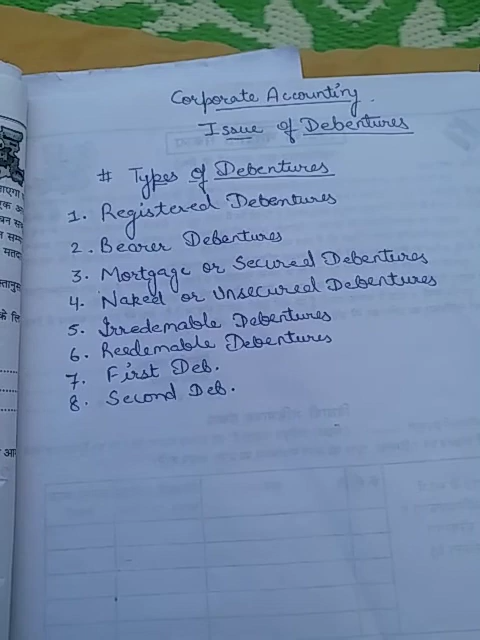 Corporate Accounting
Issue of Debentures
# Types of Debentures
1. Registered Debentures
2. Bearer Debentures
3. Mortgage or Secured Debentures
4. Naked or Unsecured Debentures
5. Irredemable Debentures
6. Reedemable Debentures
7. First Deb.
8. Second Deb.